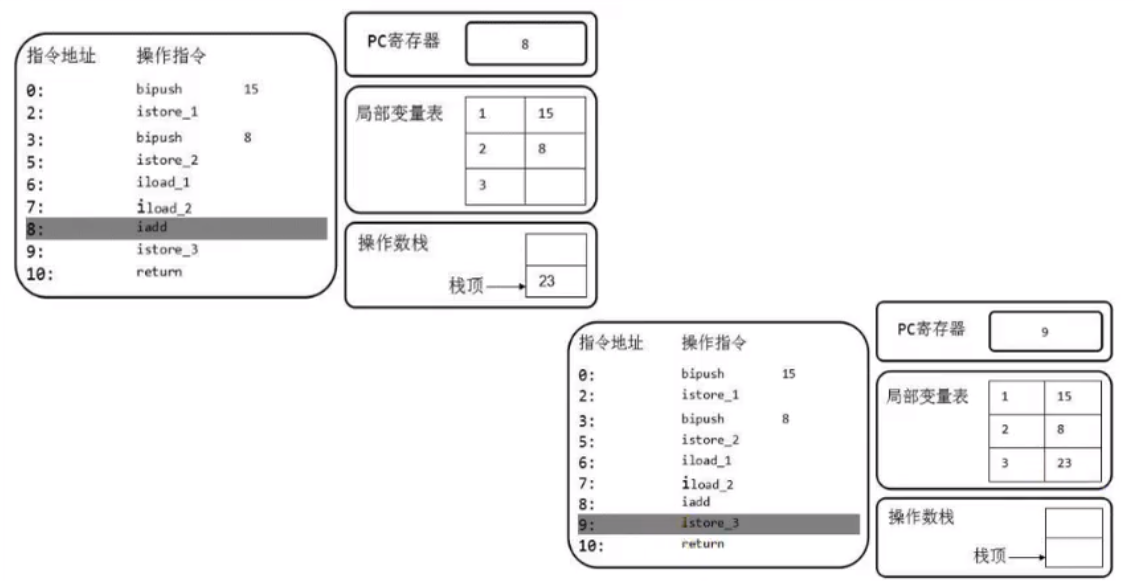 指令地址 操作指令
0: bipush 15
2: istore_1
3: bipush 8
5: istore_2
6: iload_1
7: iload_2
8: iadd
9: istore_3
10: return
PC寄存器 8
局部变量表 1 15
2 8
3
操作数栈
栈顶 23
指令地址 操作指令
0: bipush 15
2: istore_1
3: bipush 8
5: istore_2
6: iload_1
7: iload_2
8: iadd
9: istore_3
10: return
PC寄存器 9
局部变量表 1 15
2 8
3 23
操作数栈
栈顶